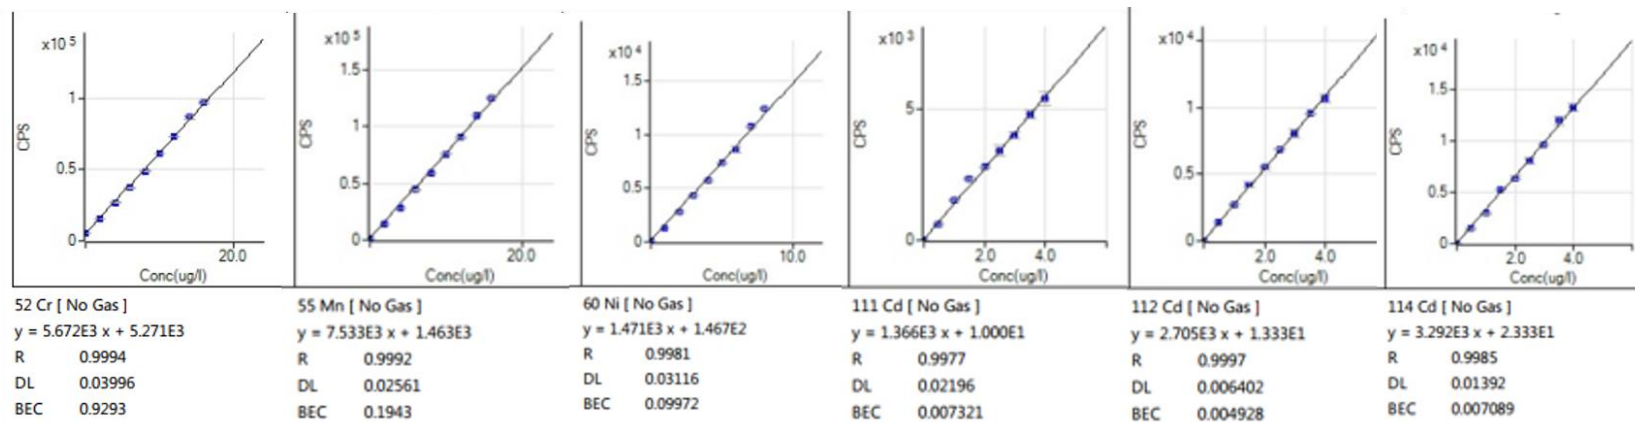 x10 5
1
0.5
0
CPS
20.0
Conc(ug/l)
52 Cr [ No Gas ]
y = 5.672E3 x + 5.271E3
R 0.9994
DL 0.03996
BEC 0.9293
x10 5
1.5
1
0.5
0
CPS
20.0
Conc(ug/l)
55 Mn [ No Gas ]
y = 7.533E3 x + 1.463E3
R 0.9992
DL 0.02561
BEC 0.1943
x10 4
1.5
1
0.5
0
CPS
10.0
Conc(ug/l)
60 Ni [ No Gas ]
y = 1.471E3 x + 1.467E2
R 0.9981
DL 0.03116
BEC 0.09972
x10 3
5
0
CPS
2.0 4.0
Conc(ug/l)
111 Cd [ No Gas ]
y = 1.366E3 x + 1.000E1
R 0.9977
DL 0.02196
BEC 0.007321
x10 4
1
0.5
0
CPS
2.0 4.0
Conc(ug/l)
112 Cd [ No Gas ]
y = 2.705E3 x + 1.333E1
R 0.9997
DL 0.006402
BEC 0.004928
x10 4
1.5
1
0.5
0
CPS
2.0 4.0
Conc(ug/l)
114 Cd [ No Gas ]
y = 3.292E3 x + 2.333E1
R 0.9985
DL 0.01392
BEC 0.007089